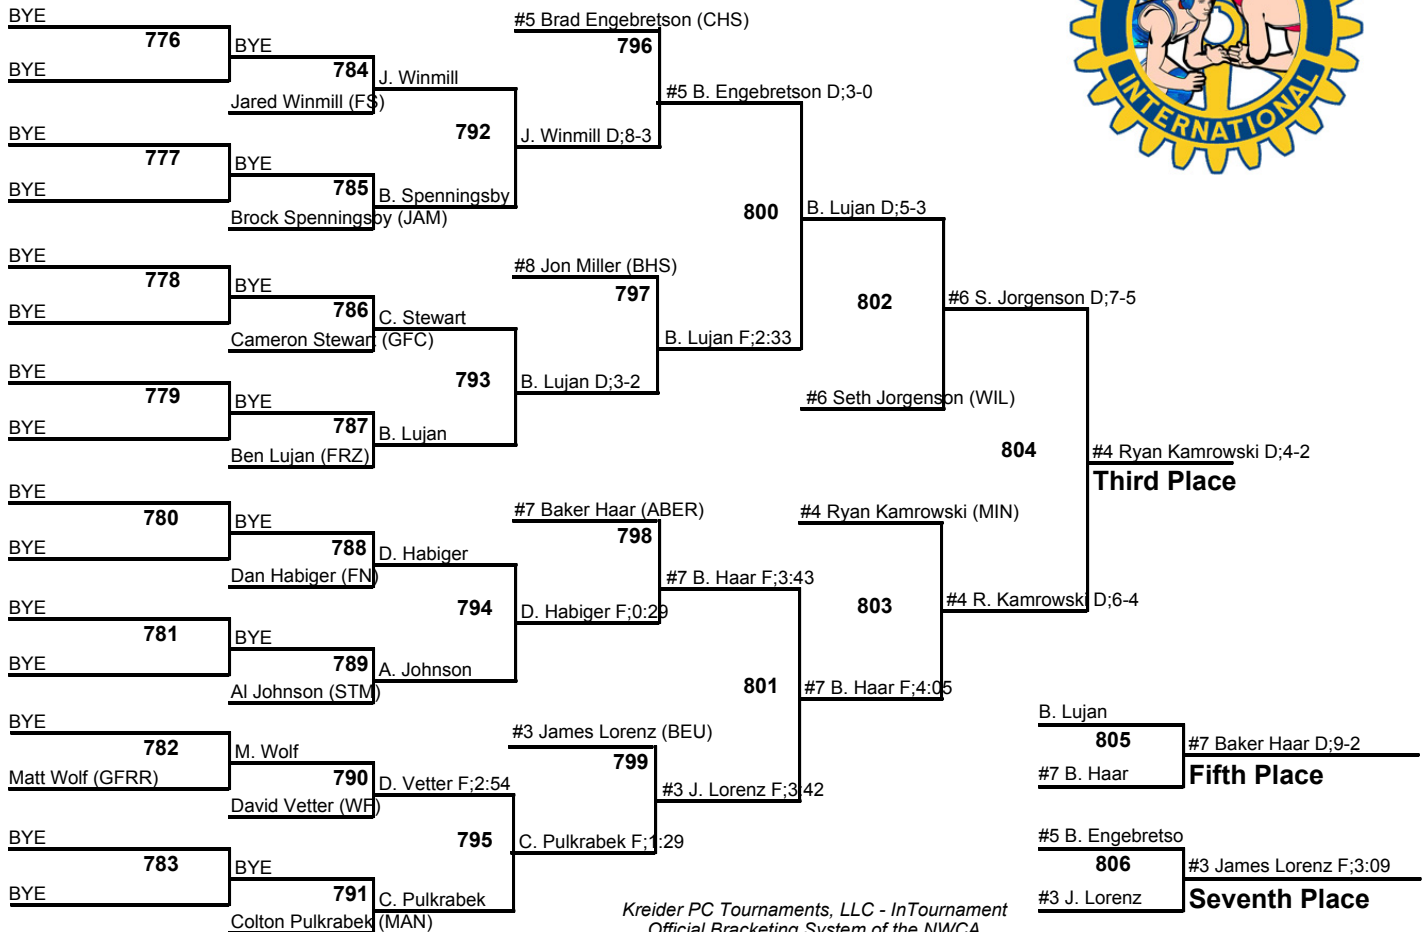 BYE
776
BYE
BYE
784
Jared Winmill (FS)
J. Winmill
BYE
777
BYE
BYE
785
Brock Spenningsby (JAM)
B. Spenningsby
792
J. Winmill D;8-3
#5 Brad Engebretson (CHS)
796
#5 B. Engebretson D;3-0
BYE
778
BYE
BYE
786
Cameron Stewart (GFC)
C. Stewart
BYE
779
BYE
BYE
787
Ben Lujan (FRZ)
B. Lujan
793
B. Lujan D;3-2
#8 Jon Miller (BHS)
797
B. Lujan F;2:33
800
B. Lujan D;5-3
802
#6 Seth Jorgenson (WIL)
#6 S. Jorgenson D;7-5
BYE
780
BYE
BYE
788
Dan Habiger (FN)
D. Habiger
BYE
781
BYE
BYE
789
Al Johnson (STM)
A. Johnson
794
D. Habiger F;0:29
#7 Baker Haar (ABER)
798
#7 B. Haar F;3:43
BYE
782
Matt Wolf (GFRR)
M. Wolf
790
David Vetter (WF)
D. Vetter F;2:54
BYE
783
BYE
BYE
791
Colton Pulkrabek (MAN)
C. Pulkrabek
795
C. Pulkrabek F;1:29
#3 James Lorenz (BEU)
799
#3 J. Lorenz F;3:42
801
#7 B. Haar F;4:05
#4 Ryan Kamrowski (MIN)
803
#4 R. Kamrowski D;6-4
804
#4 Ryan Kamrowski D;4-2
Third Place
B. Lujan
805
#7 B. Haar
#7 Baker Haar D;9-2
Fifth Place
#5 B. Engebretso
806
#3 J. Lorenz
#3 James Lorenz F;3:09
Seventh Place
INTERNATIONAL
Kreider PC Tournaments, LLC - InTournament
Official Bracketing System of the NWCA